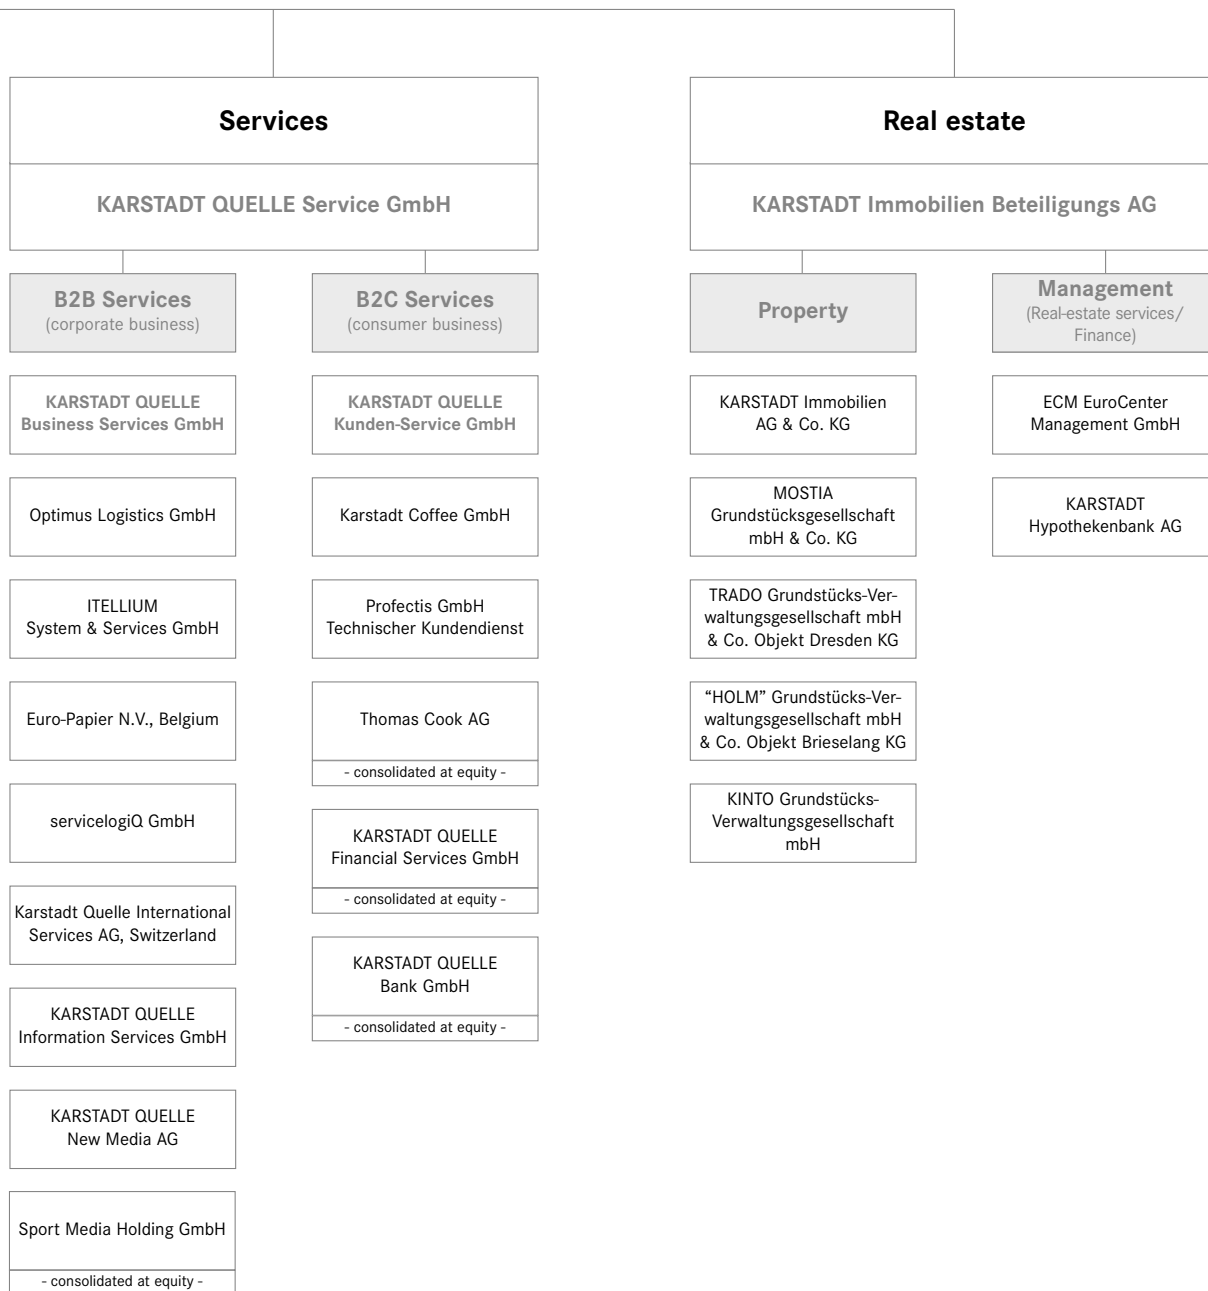 Services
KARSTADT QUELLE Service GmbH
B2B Services
(corporate business)
KARSTADT QUELLE
Business Services GmbH
Optimus Logistics GmbH
ITELLIUM
System & Services GmbH
Euro-Papier N.V., Belgium
servicelogiQ GmbH
Karstadt Quelle International
Services AG, Switzerland
KARSTADT QUELLE
Information Services GmbH
KARSTADT QUELLE
New Media AG
Sport Media Holding GmbH
- consolidated at equity -
B2C Services
(consumer business)
KARSTADT QUELLE
Kunden-Service GmbH
Karstadt Coffee GmbH
Profectis GmbH
Technischer Kundendienst
Thomas Cook AG
- consolidated at equity -
KARSTADT QUELLE
Financial Services GmbH
- consolidated at equity -
KARSTADT QUELLE
Bank GmbH
- consolidated at equity -
Real estate
KARSTADT Immobilien Beteiligungs AG
Property
KARSTADT Immobilien
AG & Co. KG
MOSTIA
Grundstücksgesellschaft
mbH & Co. KG
TRADO Grundstücks-Ver-
waltungsgesellschaft mbH
& Co. Objekt Dresden KG
“HOLM” Grundstücks-Ver-
waltungsgesellschaft mbH
& Co. Objekt Brieselang KG
KINTO Grundstücks-
Verwaltungsgesellschaft
mbH
Management
(Real-estate services/
Finance)
ECM EuroCenter
Management GmbH
KARSTADT
Hypothekenbank AG